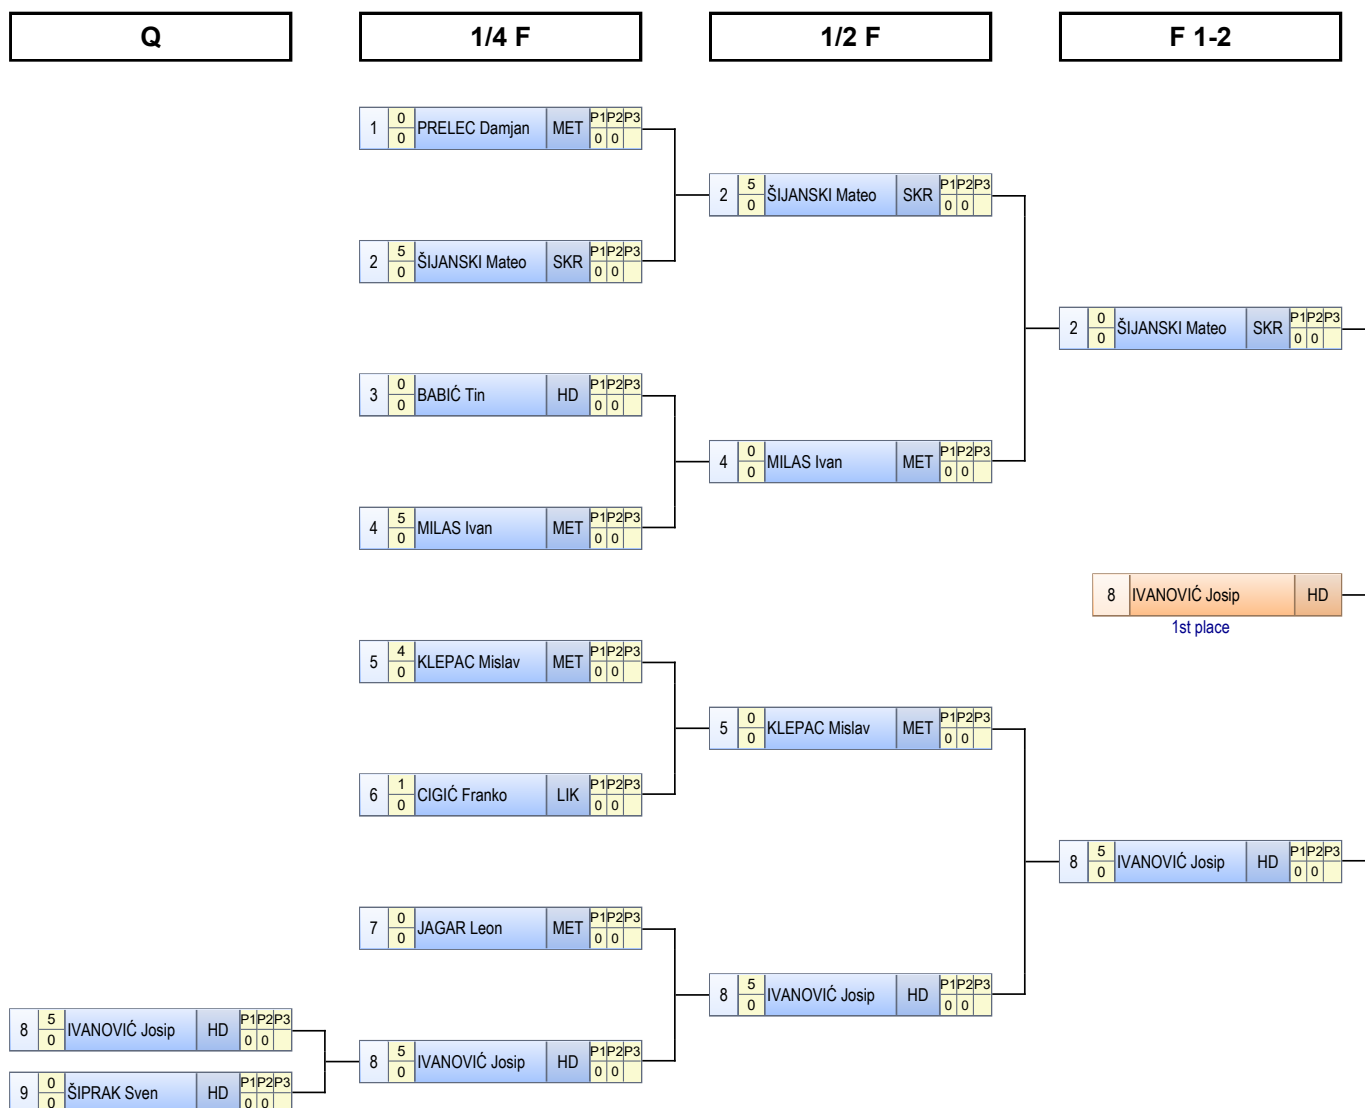 Q 1/4 F 1/2 F F 1-2
1 0 0 PRELEC Damjan MET P1 P2 P3 0 0
2 5 0 ŠIJANSKI Mateo SKR P1 P2 P3 0 0
2 5 0 ŠIJANSKI Mateo SKR P1 P2 P3 0 0
2 0 0 ŠIJANSKI Mateo SKR P1 P2 P3 0 0
3 0 0 BABIĆ Tin HD P1 P2 P3 0 0
4 0 0 MILAS Ivan MET P1 P2 P3 0 0
4 5 0 MILAS Ivan MET P1 P2 P3 0 0
8 IVANOVIĆ Josip HD
1st place
5 4 0 KLEPAC Mislav MET P1 P2 P3 0 0
5 0 0 KLEPAC Mislav MET P1 P2 P3 0 0
6 1 0 CIGIĆ Franko LIK P1 P2 P3 0 0
8 5 0 IVANOVIĆ Josip HD P1 P2 P3 0 0
7 0 0 JAGAR Leon MET P1 P2 P3 0 0
8 5 0 IVANOVIĆ Josip HD P1 P2 P3 0 0
8 5 0 IVANOVIĆ Josip HD P1 P2 P3 0 0
8 5 0 IVANOVIĆ Josip HD P1 P2 P3 0 0
9 0 0 ŠIPRAK Sven HD P1 P2 P3 0 0